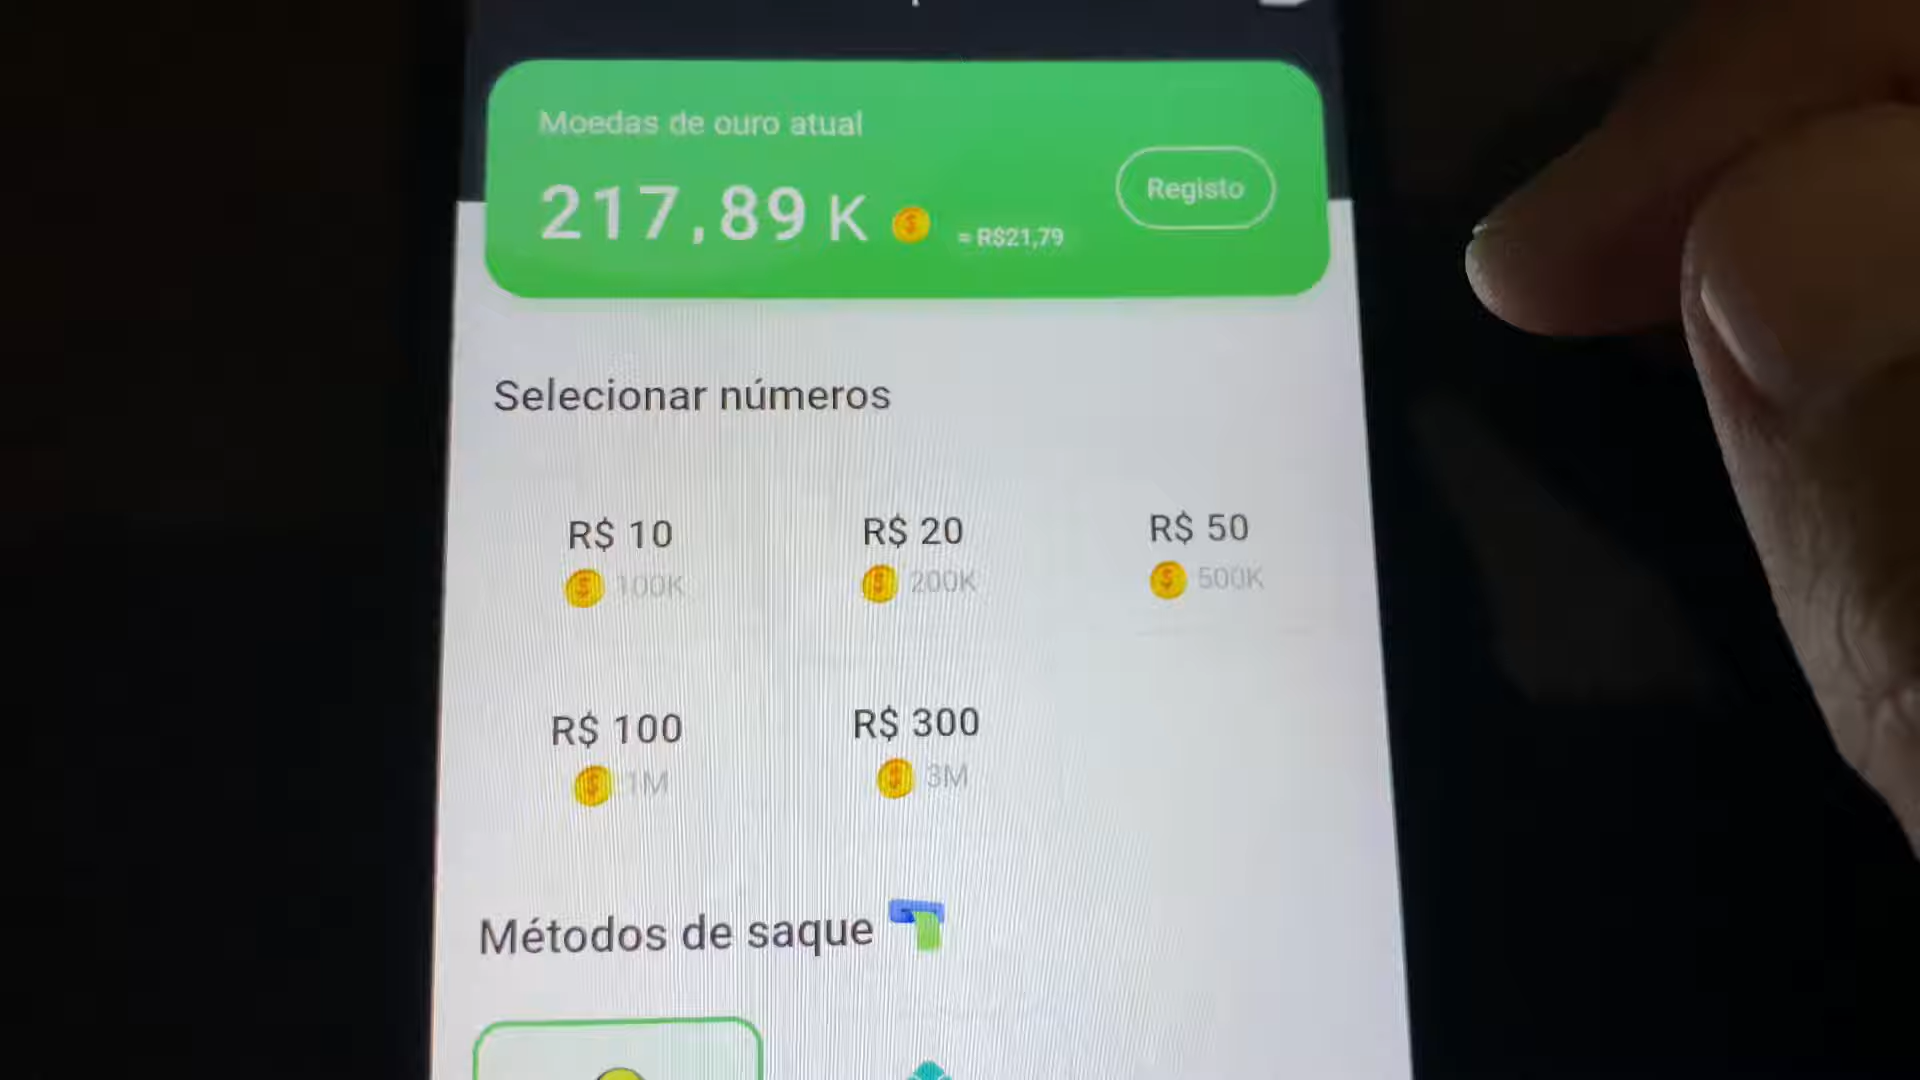 Moedas de ouro atual
217,89 K = R$21,79
Registo
Selecionar números
R$ 10
100K
R$ 20
200K
R$ 50
500K
R$ 100
1M
R$ 300
3M
Métodos de saque